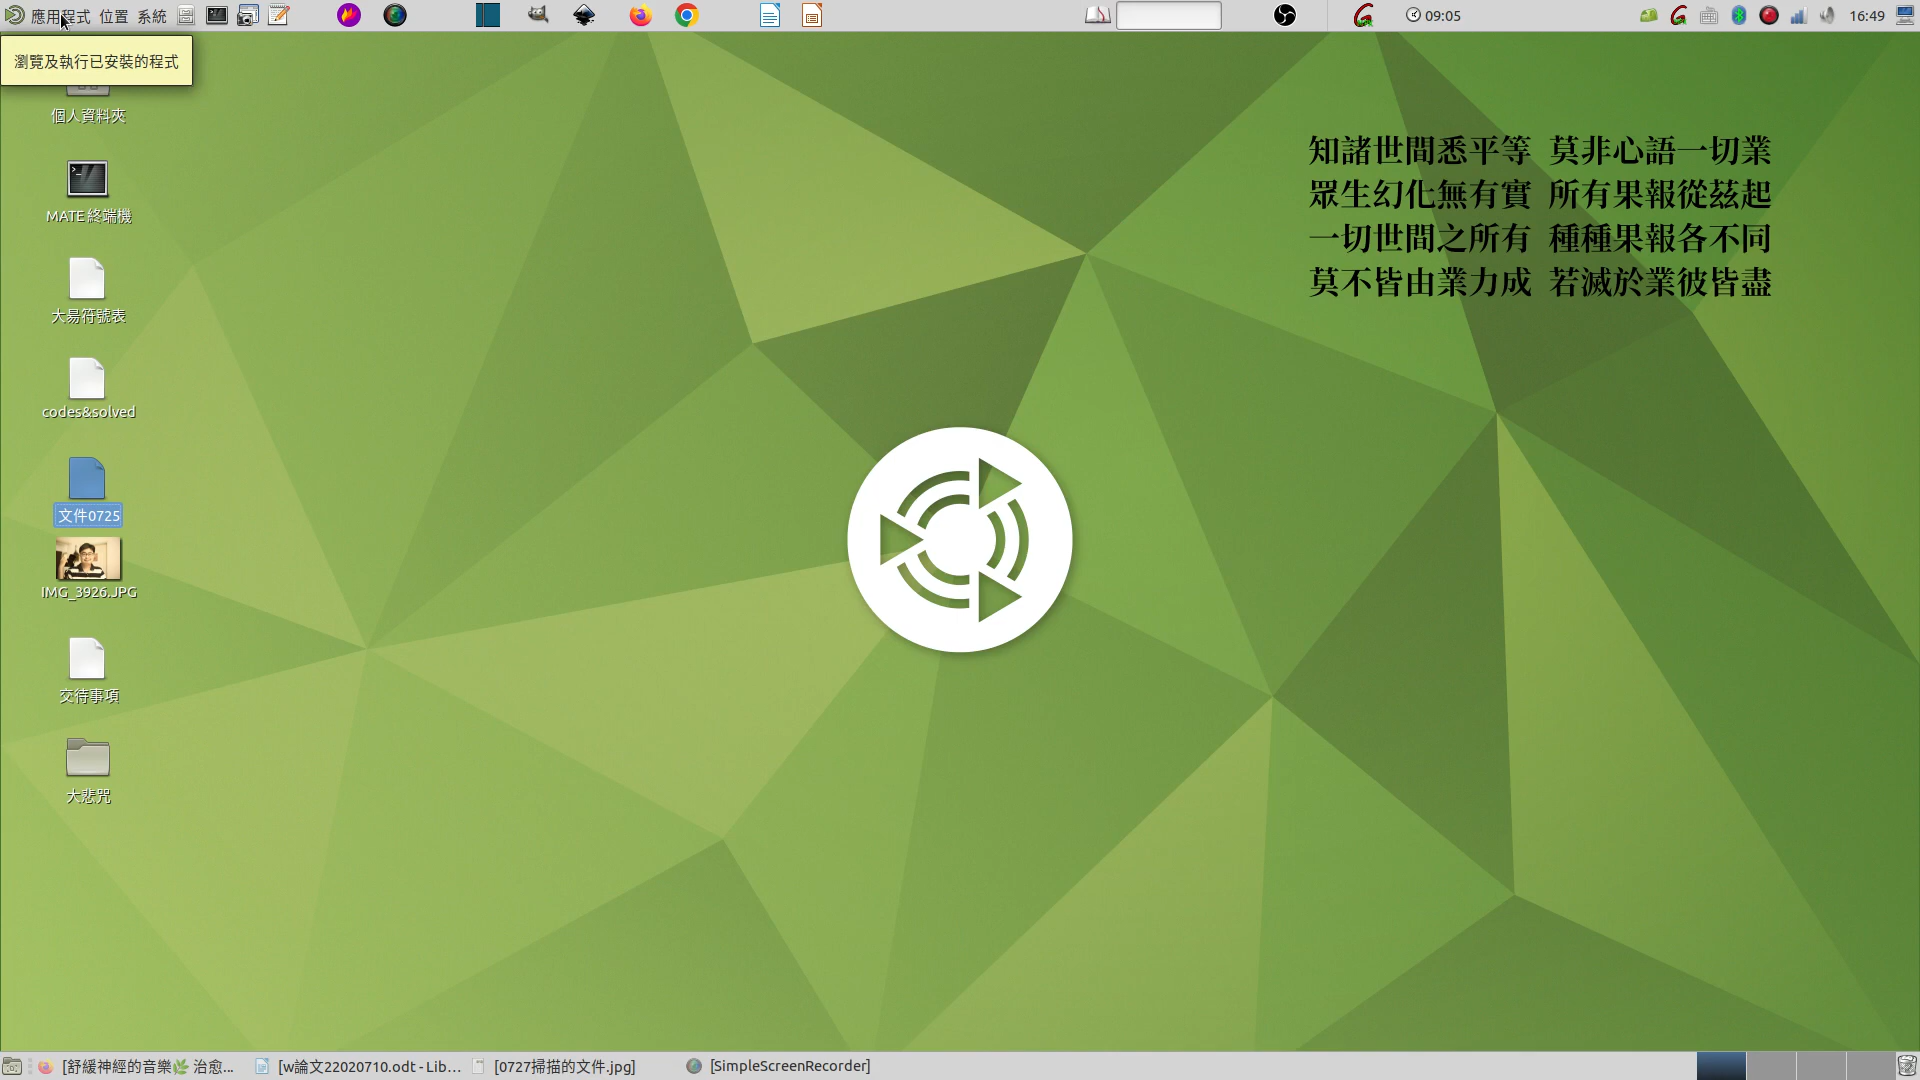 應用程式 位置 系統
09:05
16:49
瀏覽及執行已安裝的程式
個人資料夾
MATE 終端機
大易符號表
codes&solved
文件0725
IMG_3926.JPG
交待事項
大悲咒
知諸世間悉平等 莫非心語一切業
眾生幻化無有實 所有果報從茲起
一切世間之所有 種種果報各不同
莫不皆由業力成 若滅於業彼皆盡
[舒緩神經的音樂🌿 治愈...
[w論文22020710.odt - Lib...
[0727掃描的文件.jpg]
[SimpleScreenRecorder]